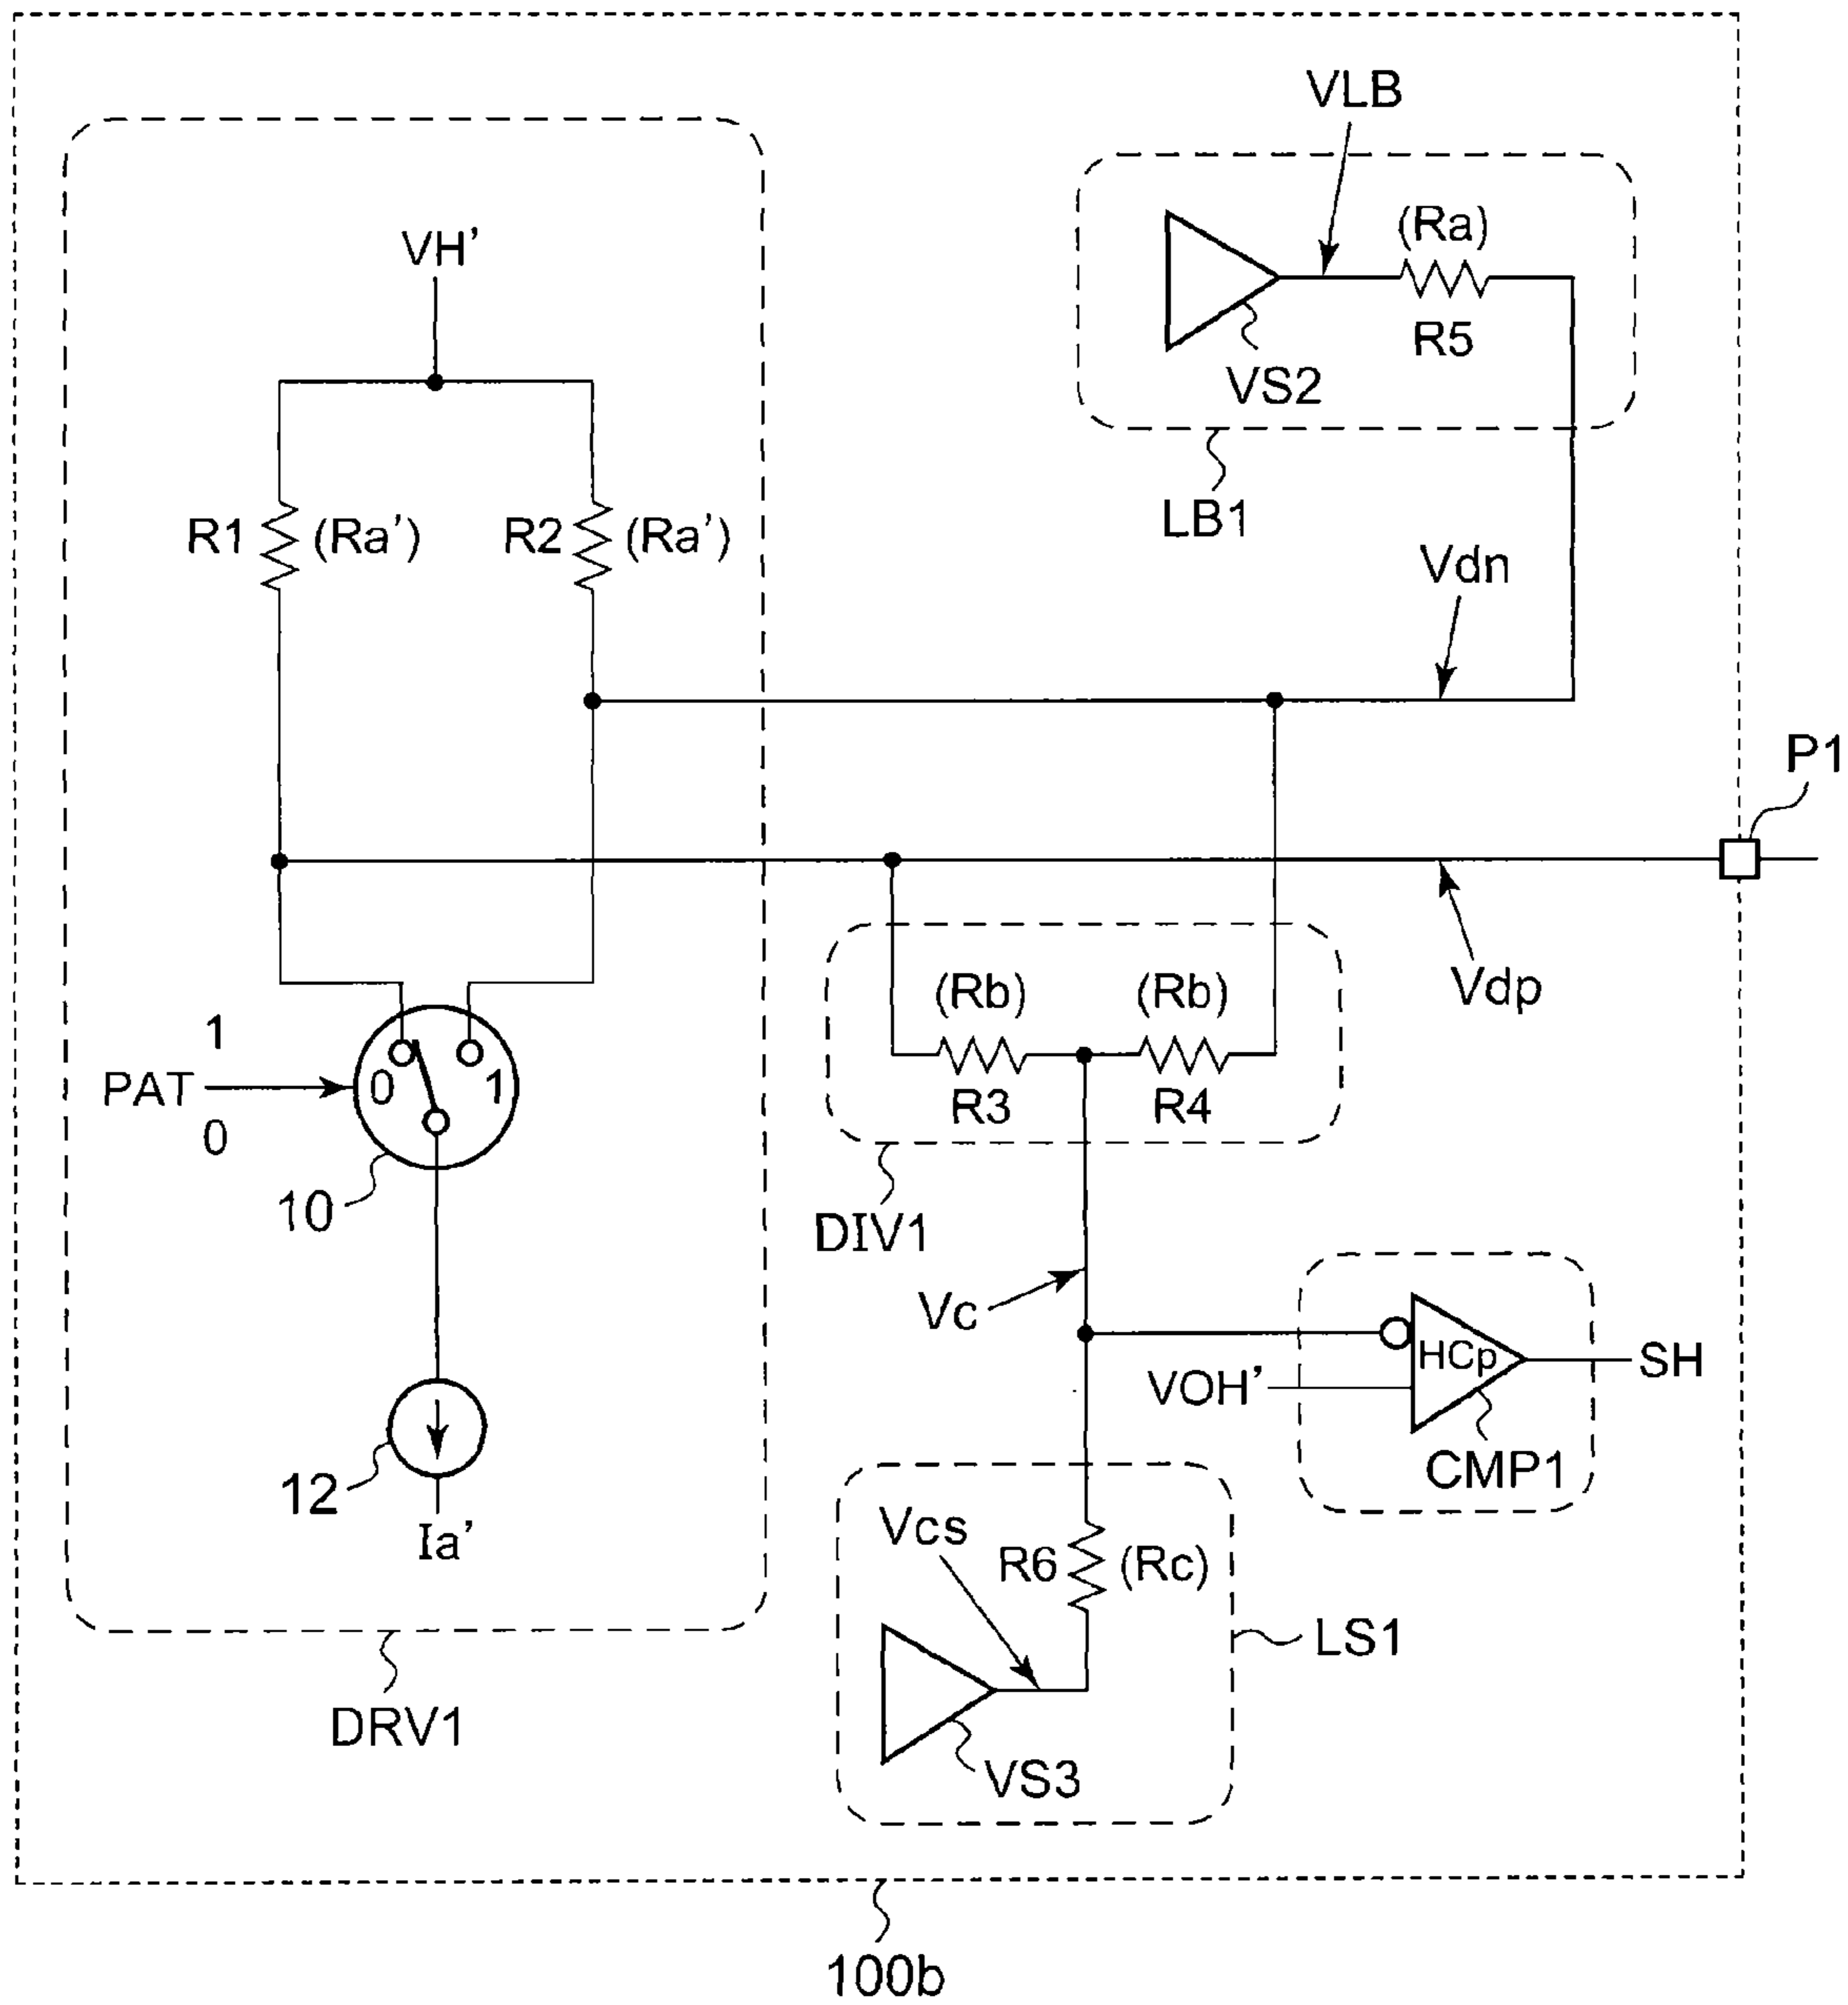 VLB
(Ra)
VH'
R5
VS2
LB1
R1 (Ra') R2 (Ra')
Vdn
P1
Vdp
(Rb) (Rb)
R3 R4
1
PAT 0 1
0
10
DIV1
Vc
HCp SH
VOH'
CMP1
12
Ia'
Vcs
R6 (Rc)
LS1
DRV1
VS3
100b